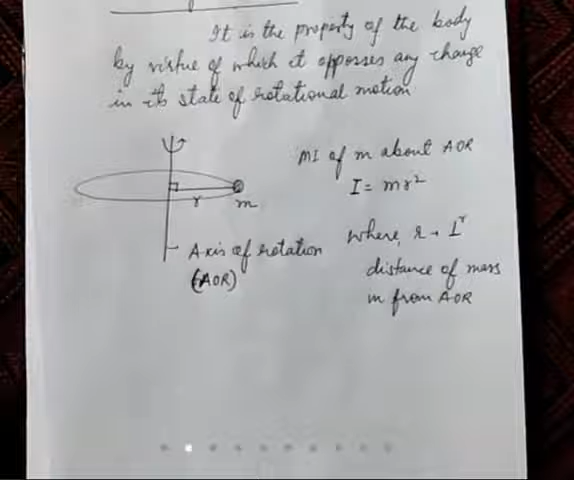 It is the property of the body
by virtue of which it opposses any change
in its state of rotational motion
MI of m about AOR
I = mr²
r
m
Axis of rotation
(AOR)
where, r → ⊥ʳ
distance of mass
m from AOR